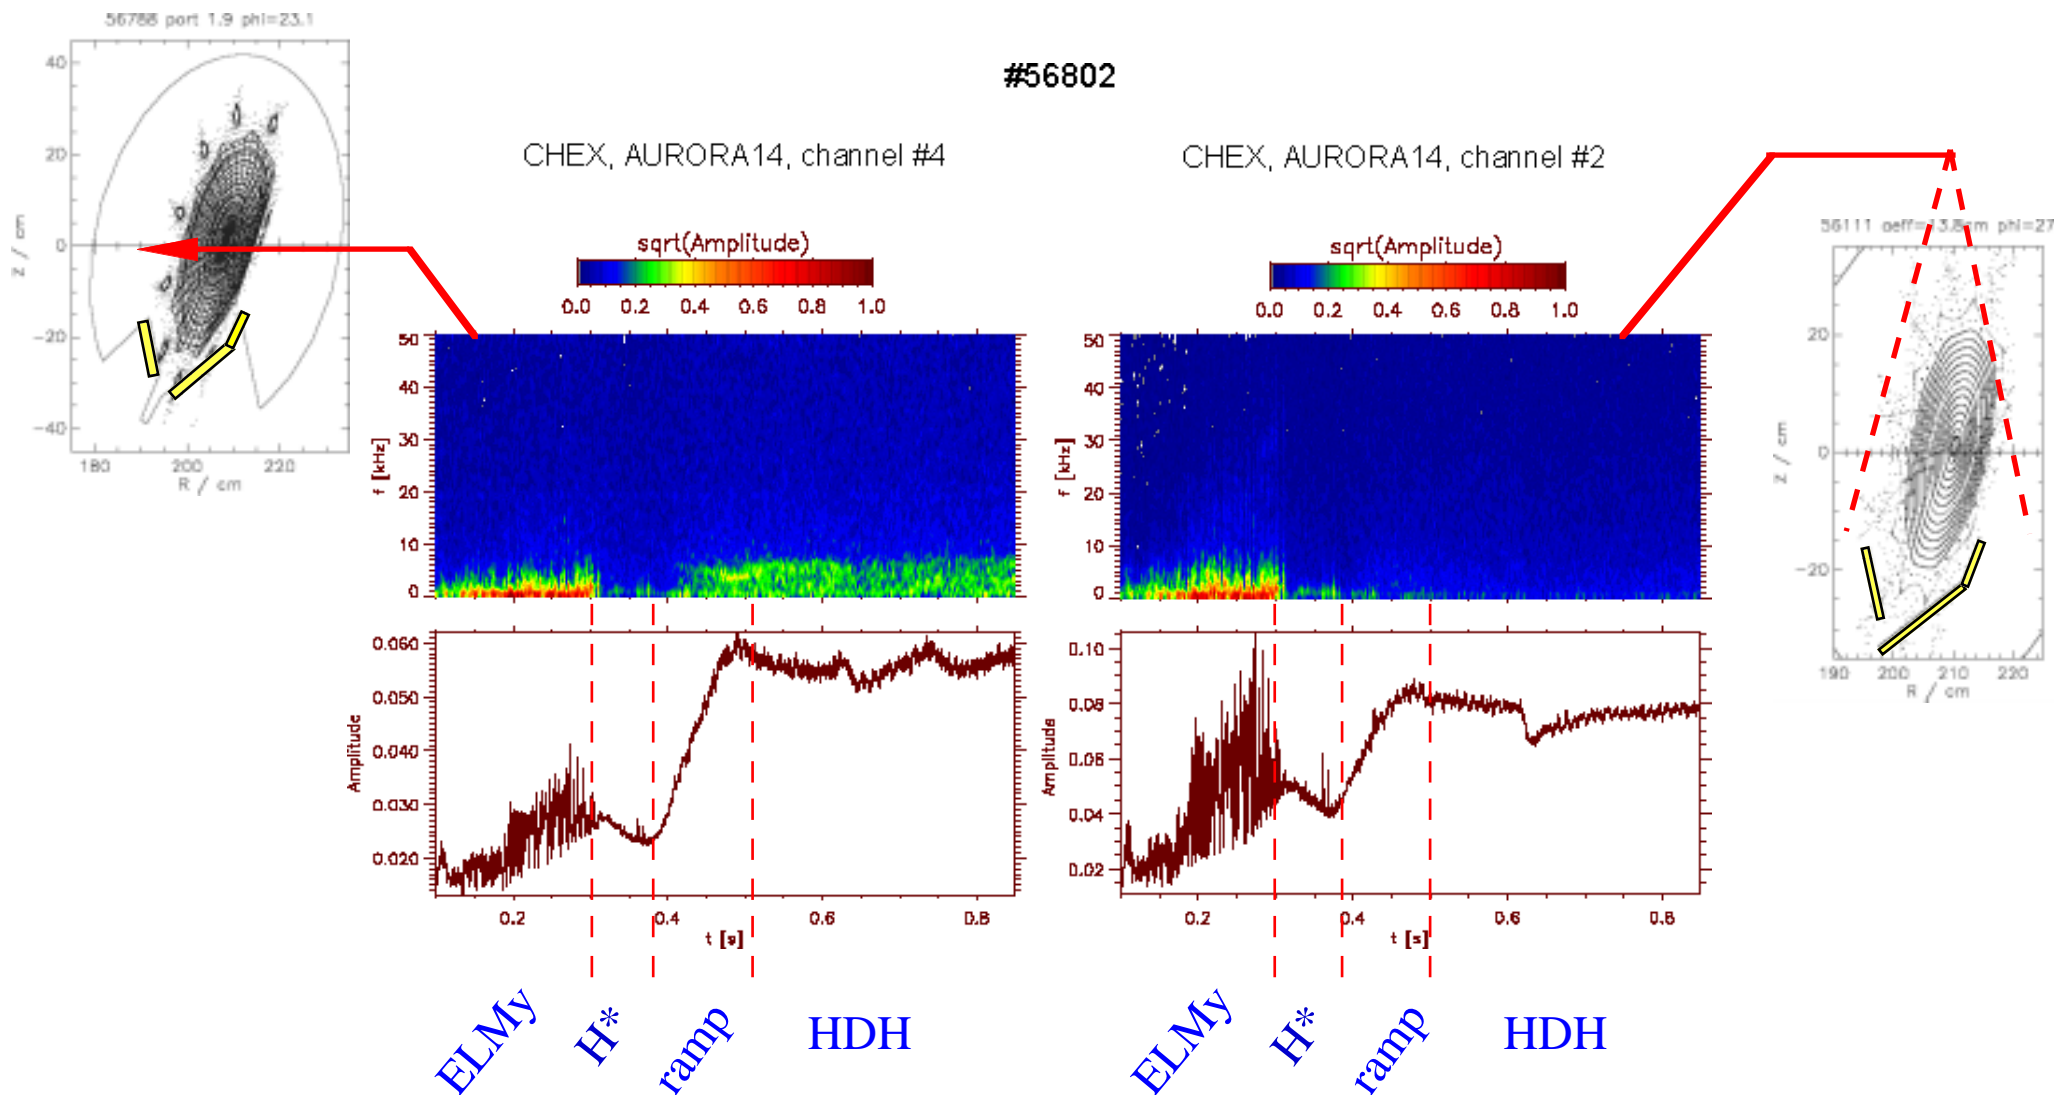 56788 port 1.9 phi=23.1
#56802
CHEX, AURORA14, channel #4
CHEX, AURORA14, channel #2
sqrt(Amplitude)
0.0 0.2 0.4 0.6 0.8 1.0
sqrt(Amplitude)
0.0 0.2 0.4 0.6 0.8 1.0
40
20
0
-20
-40
Z / cm
180 200 220
R / cm
56111 aeff=13.8cm phi=27
20
0
-20
Z / cm
190 200 210 220
R / cm
50
40
30
20
10
0
f [kHz]
50
40
30
20
10
0
f [kHz]
0.060
0.050
0.040
0.030
0.020
Amplitude
0.2 0.4 0.6 0.8
t [s]
0.10
0.08
0.06
0.04
0.02
Amplitude
0.2 0.4 0.6 0.8
t [s]
ELMy H* ramp HDH
ELMy H* ramp HDH